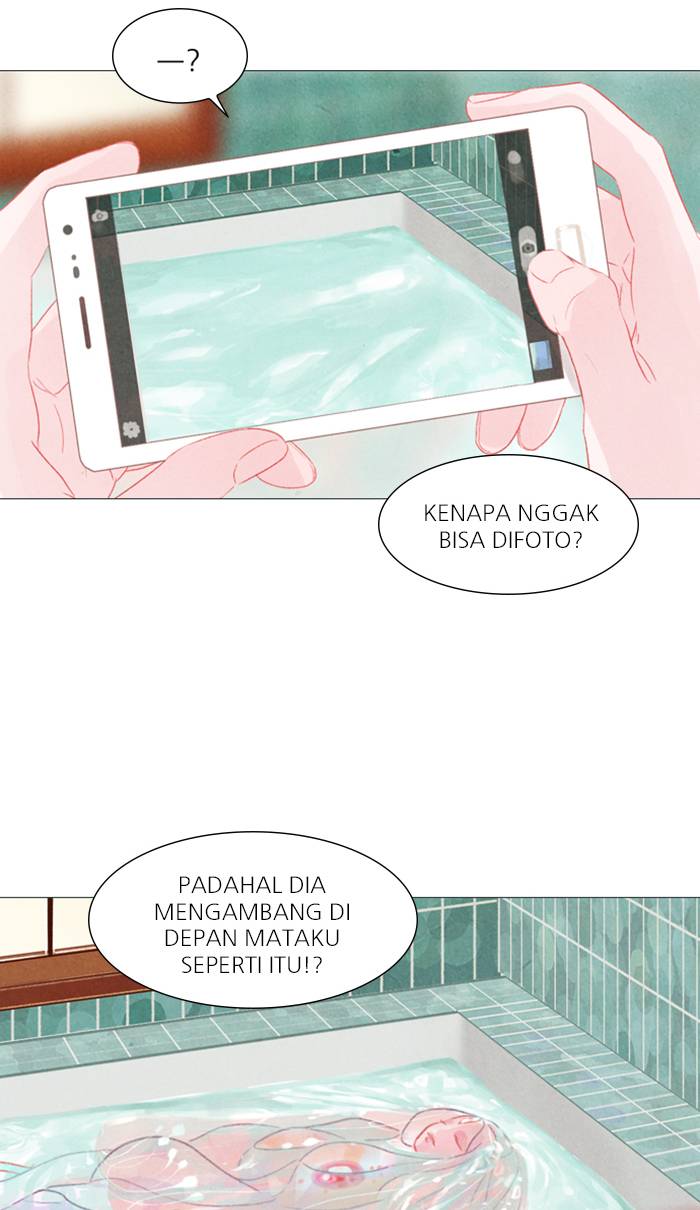 —?
KENAPA NGGAK
BISA DIFOTO?
PADAHAL DIA
MENGAMBANG DI
DEPAN MATAKU
SEPERTI ITU!?